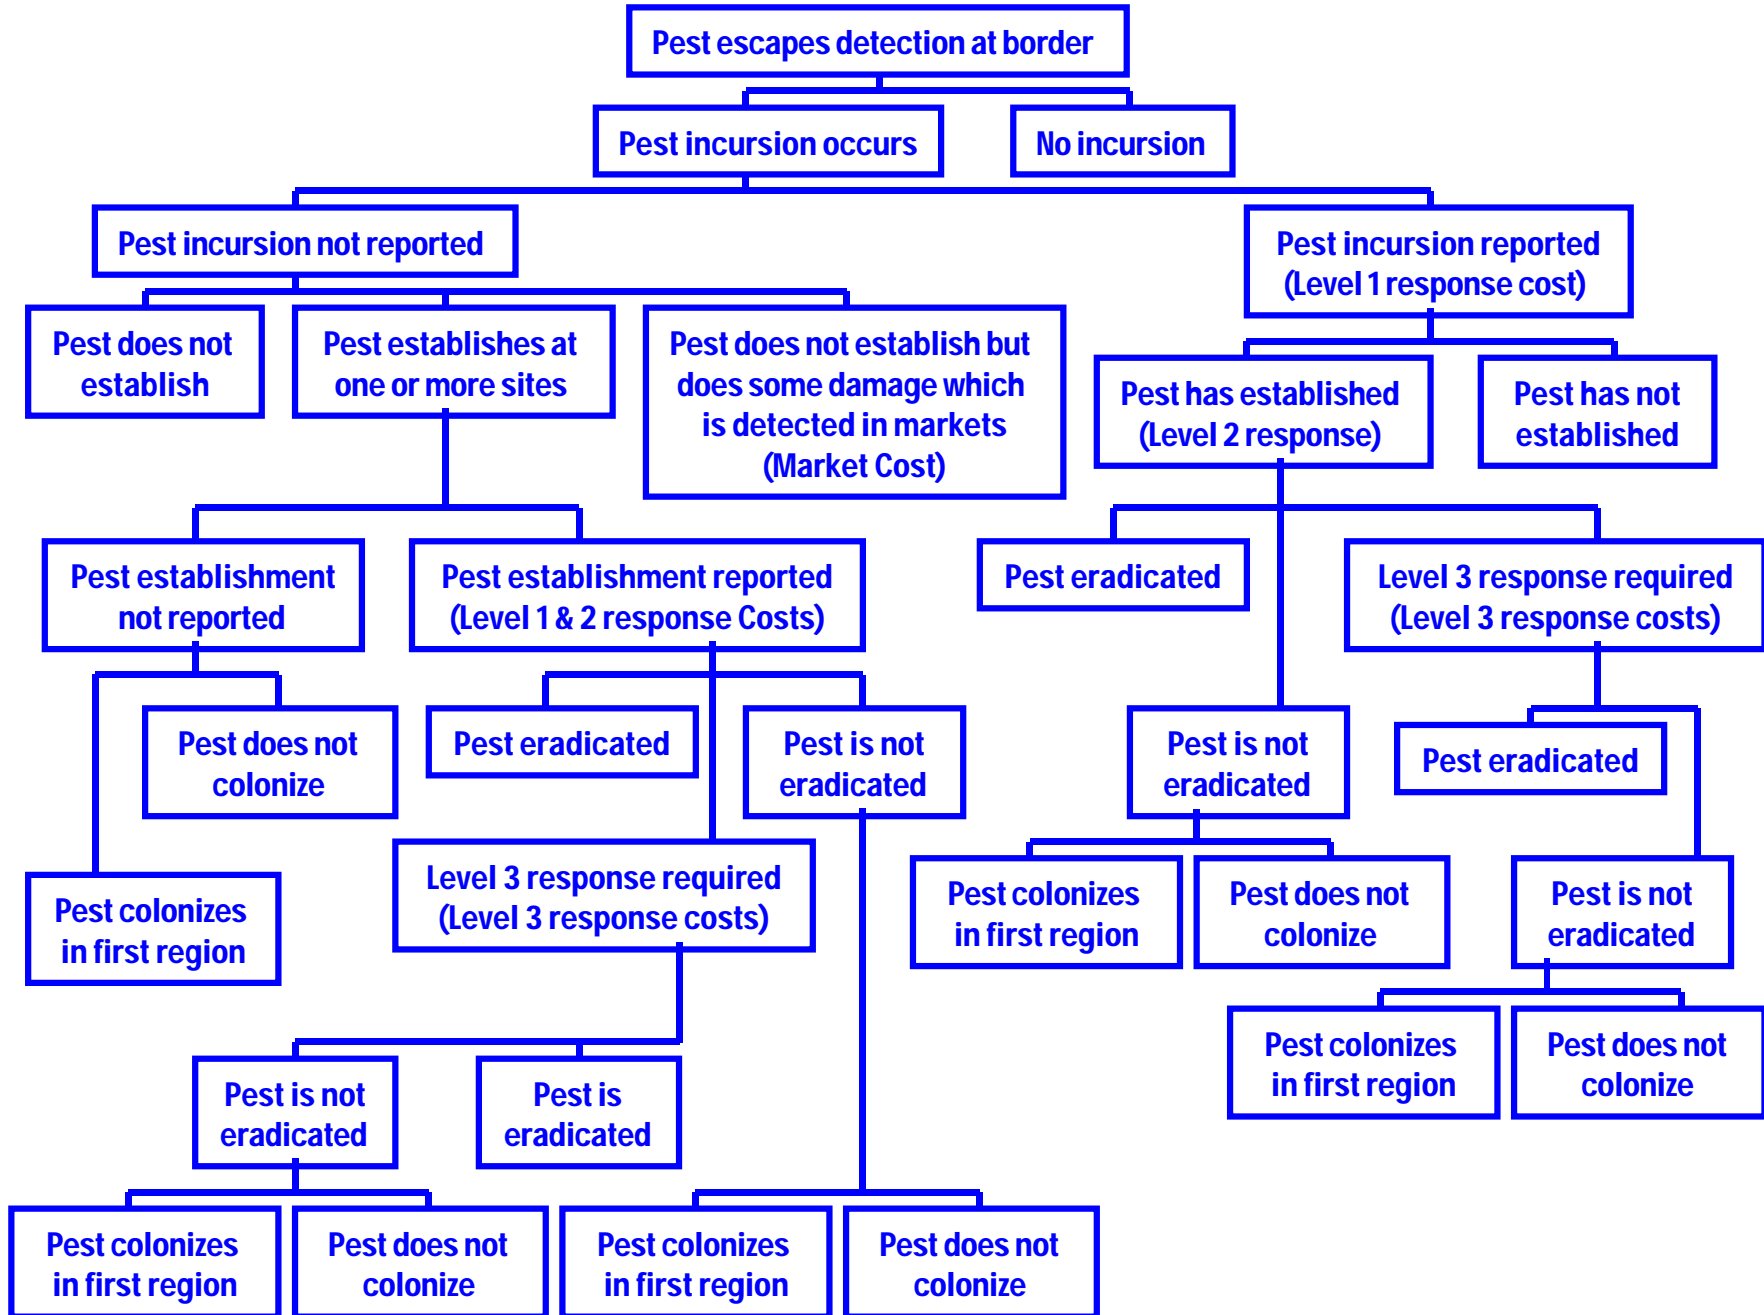 Pest escapes detection at border
Pest incursion occurs
No incursion
Pest incursion not reported
Pest incursion reported
(Level 1 response cost)
Pest does not
establish
Pest establishes at
one or more sites
Pest does not establish but
does some damage which
is detected in markets
(Market Cost)
Pest has established
(Level 2 response)
Pest has not
established
Pest establishment
not reported
Pest establishment reported
(Level 1 & 2 response Costs)
Pest eradicated
Level 3 response required
(Level 3 response costs)
Pest does not
colonize
Pest eradicated
Pest is not
eradicated
Pest is not
eradicated
Pest eradicated
Pest colonizes
in first region
Level 3 response required
(Level 3 response costs)
Pest colonizes
in first region
Pest does not
colonize
Pest is not
eradicated
Pest colonizes
in first region
Pest does not
colonize
Pest is not
eradicated
Pest is
eradicated
Pest colonizes
in first region
Pest does not
colonize
Pest colonizes
in first region
Pest does not
colonize